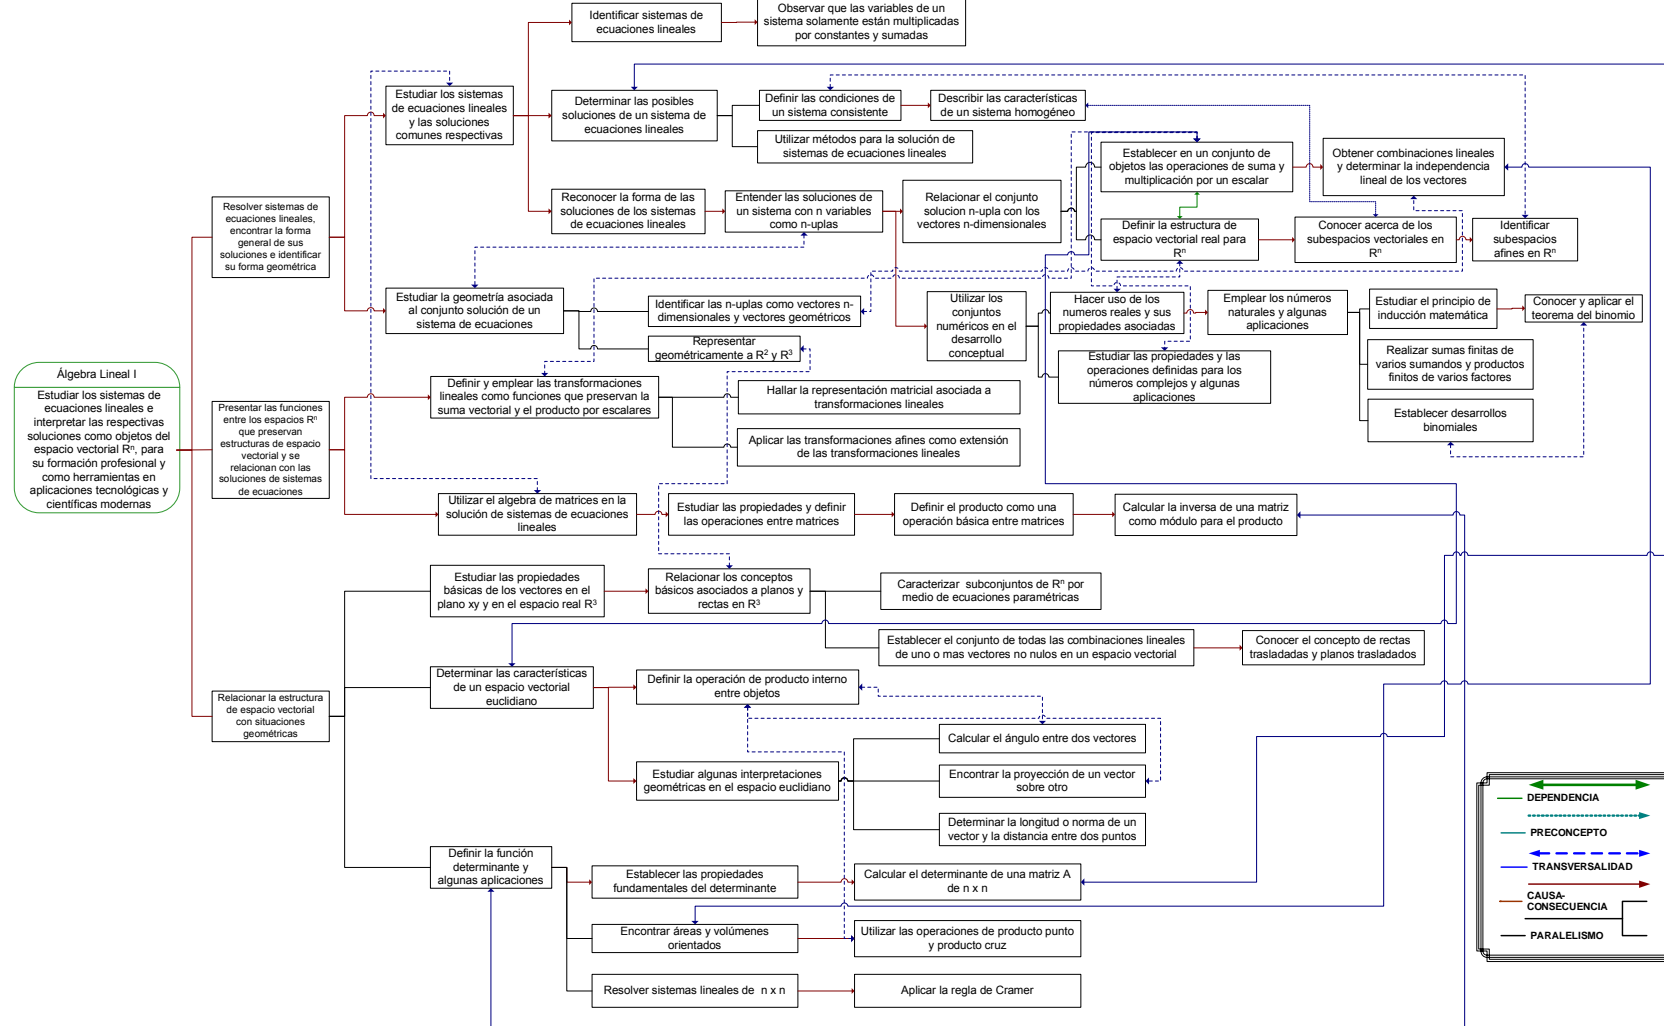 Identificar sistemas de
ecuaciones lineales
Observar que las variables de un
sistema solamente están multiplicadas
por constantes y sumadas
Estudiar los sistemas
de ecuaciones lineales
y las soluciones
comunes respectivas
Determinar las posibles
soluciones de un sistema de
ecuaciones lineales
Definir las condiciones de
un sistema consistente
Describir las características
de un sistema homogéneo
Utilizar métodos para la solución de
sistemas de ecuaciones lineales
Establecer en un conjunto de
objetos las operaciones de suma y
multiplicación por un escalar
Obtener combinaciones lineales
y determinar la independencia
lineal de los vectores
Resolver sistemas de
ecuaciones lineales,
encontrar la forma
general de sus
soluciones e identificar
su forma geométrica
Reconocer la forma de las
soluciones de los sistemas
de ecuaciones lineales
Entender las soluciones de
un sistema con n variables
como n-uplas
Relacionar el conjunto
solucion n-upla con los
vectores n-dimensionales
Definir la estructura de
espacio vectorial real para
Rⁿ
Conocer acerca de los
subespacios vectoriales en
Rⁿ
Identificar
subespacios
afines en Rⁿ
Estudiar la geometría asociada
al conjunto solución de un
sistema de ecuaciones
Identificar las n-uplas como vectores n-
dimensionales y vectores geométricos
Representar
geométricamente a R² y R³
Utilizar los
conjuntos
numéricos en el
desarrollo
conceptual
Hacer uso de los
numeros reales y sus
propiedades asociadas
Emplear los números
naturales y algunas
aplicaciones
Estudiar el principio de
inducción matemática
Conocer y aplicar el
teorema del binomio
Estudiar las propiedades y las
operaciones definidas para los
números complejos y algunas
aplicaciones
Realizar sumas finitas de
varios sumandos y productos
finitos de varios factores
Establecer desarrollos
binomiales
Álgebra Lineal I
Estudiar los sistemas de
ecuaciones lineales e
interpretar las respectivas
soluciones como objetos del
espacio vectorial Rⁿ, para
su formación profesional y
como herramientas en
aplicaciones tecnológicas y
científicas modernas
Presentar las funciones
entre los espacios Rⁿ
que preservan
estructuras de espacio
vectorial y se
relacionan con las
soluciones de sistemas
de ecuaciones
Definir y emplear las transformaciones
lineales como funciones que preservan la
suma vectorial y el producto por escalares
Hallar la representación matricial asociada a
transformaciones lineales
Aplicar las transformaciones afines como extensión
de las transformaciones lineales
Utilizar el algebra de matrices en la
solución de sistemas de ecuaciones
lineales
Estudiar las propiedades y definir
las operaciones entre matrices
Definir el producto como una
operación básica entre matrices
Calcular la inversa de una matriz
como módulo para el producto
Estudiar las propiedades
básicas de los vectores en el
plano xy y en el espacio real R³
Relacionar los conceptos
básicos asociados a planos y
rectas en R³
Caracterizar subconjuntos de Rⁿ por
medio de ecuaciones paramétricas
Establecer el conjunto de todas las combinaciones lineales
de uno o mas vectores no nulos en un espacio vectorial
Conocer el concepto de rectas
trasladadas y planos trasladados
Relacionar la estructura
de espacio vectorial
con situaciones
geométricas
Determinar las características
de un espacio vectorial
euclidiano
Definir la operación de producto interno
entre objetos
Calcular el ángulo entre dos vectores
Estudiar algunas interpretaciones
geométricas en el espacio euclidiano
Encontrar la proyección de un vector
sobre otro
Determinar la longitud o norma de un
vector y la distancia entre dos puntos
Definir la función
determinante y
algunas aplicaciones
Establecer las propiedades
fundamentales del determinante
Calcular el determinante de una matriz A
de n x n
Encontrar áreas y volúmenes
orientados
Utilizar las operaciones de producto punto
y producto cruz
Resolver sistemas lineales de n x n
Aplicar la regla de Cramer
DEPENDENCIA
PRECONCEPTO
TRANSVERSALIDAD
CAUSA-
CONSECUENCIA
PARALELISMO